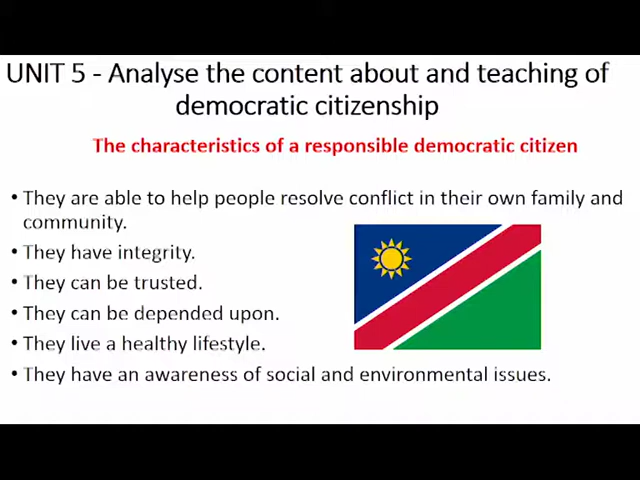 UNIT 5 - Analyse the content about and teaching of
democratic citizenship
The characteristics of a responsible democratic citizen
• They are able to help people resolve conflict in their own family and
community.
• They have integrity.
• They can be trusted.
• They can be depended upon.
• They live a healthy lifestyle.
• They have an awareness of social and environmental issues.